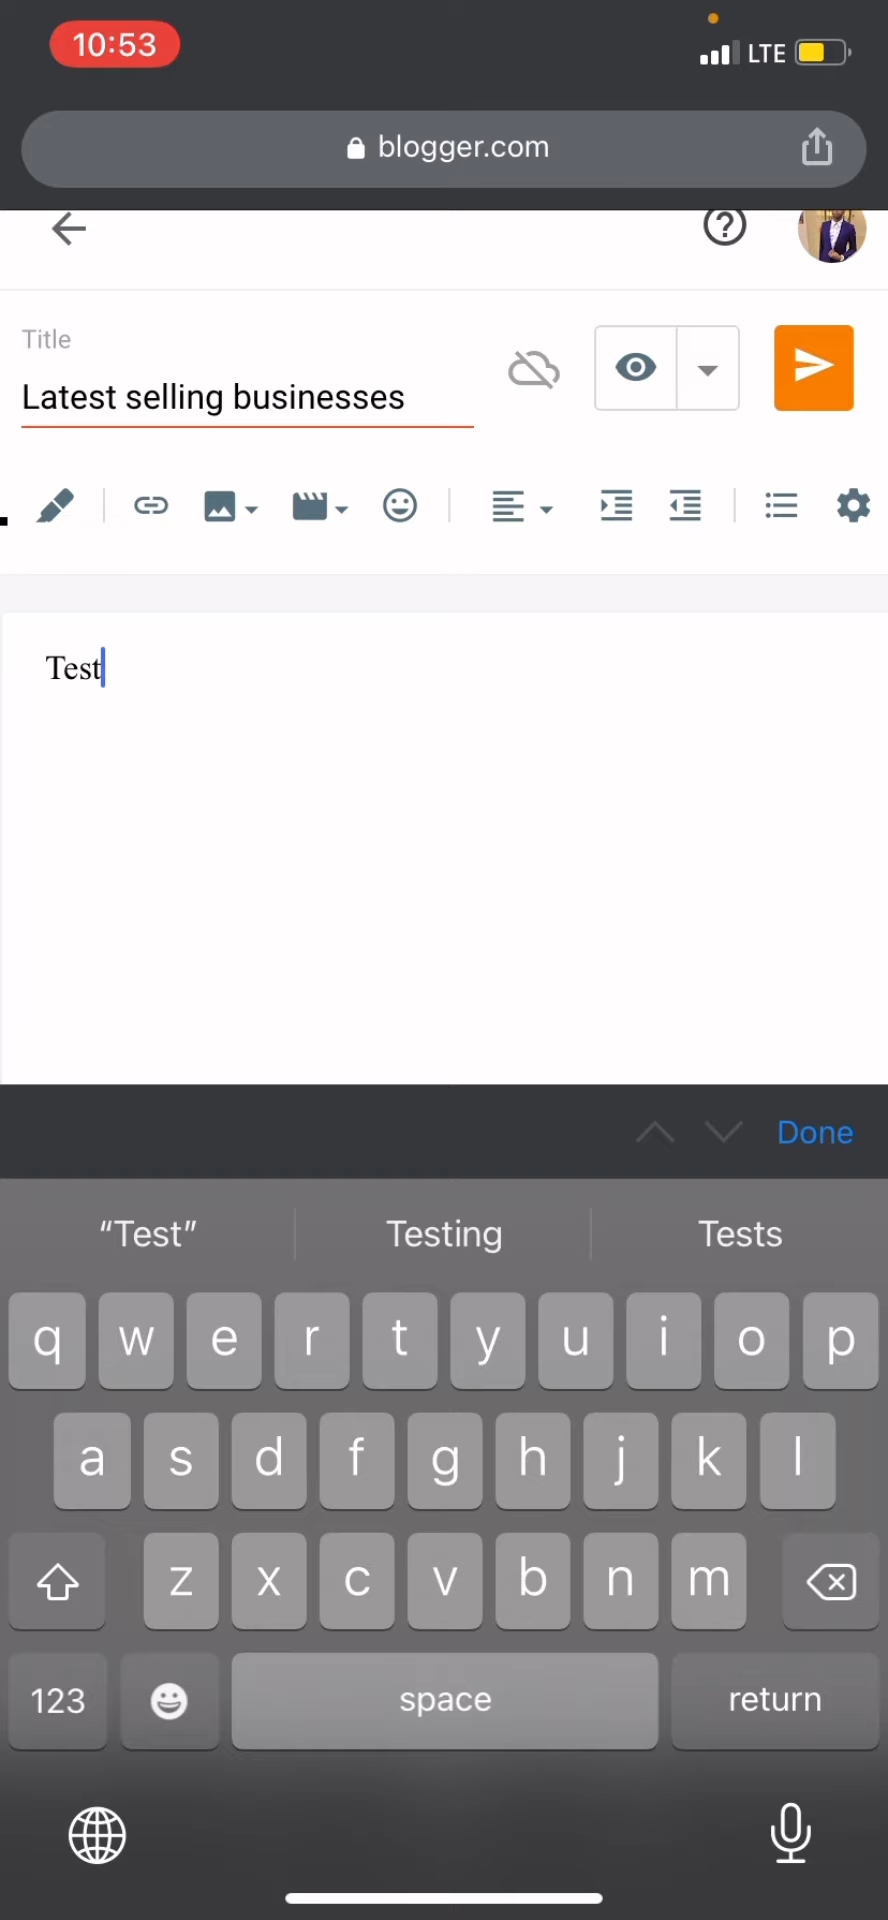 10:53
LTE
blogger.com
Title
Latest selling businesses
Test
Done
“Test”
Testing
Tests
q w e r t y u i o p
a s d f g h j k l
z x c v b n m
123
space
return